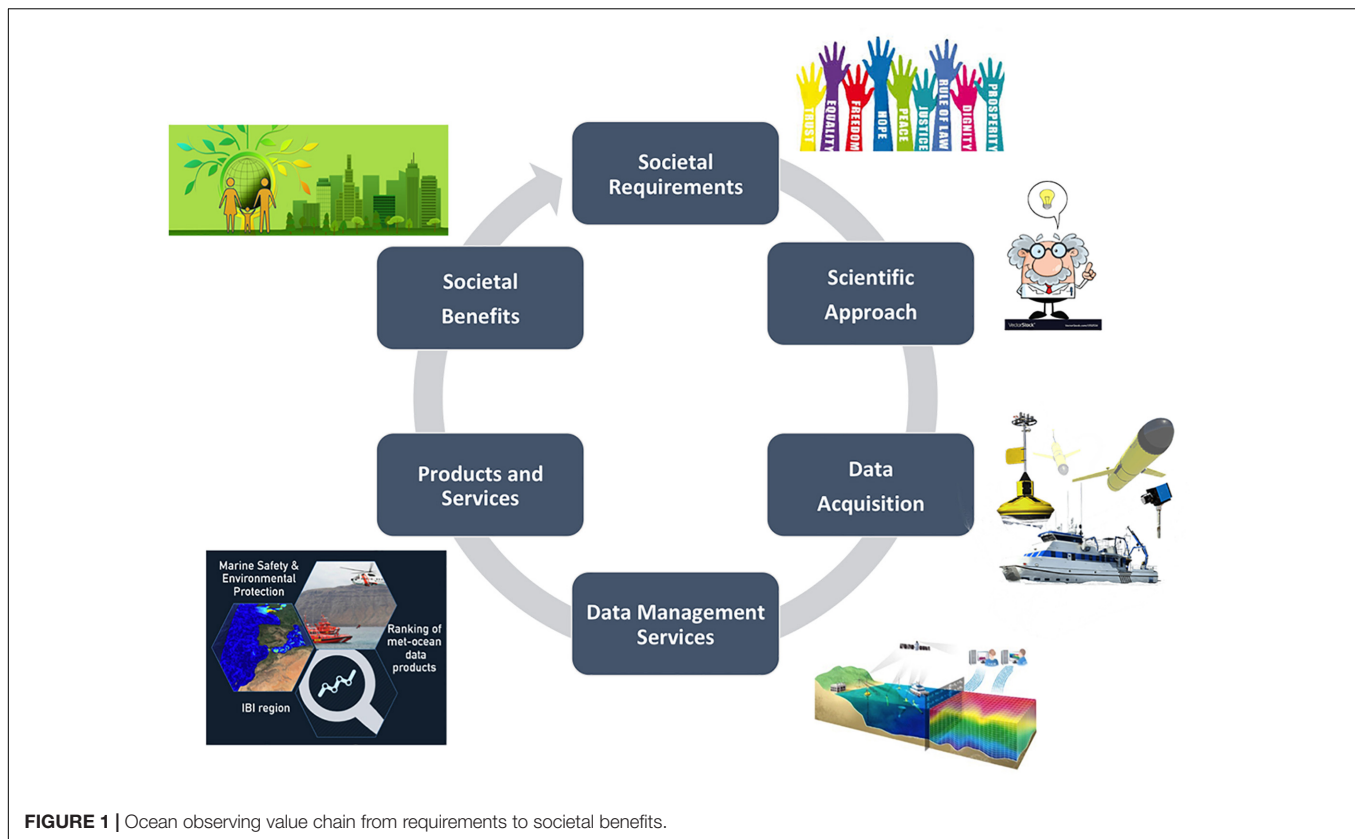 TRUST
EQUALITY
FREEDOM
HOPE
PEACE
JUSTICE
RULE OF LAW
DIGNITY
PROSPERITY
Societal
Requirements
Scientific
Approach
VectorStock
Data
Acquisition
Data Management
Services
Products and
Services
Societal
Benefits
Marine Safety &
Environmental
Protection
Ranking of
met-ocean
data
products
IBI region
FIGURE 1 | Ocean observing value chain from requirements to societal benefits.